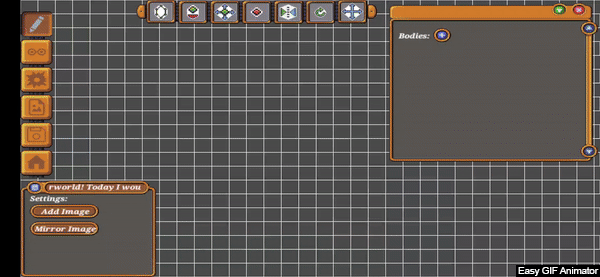 Bodies:
rworld! Today I wou
Settings:
Add Image
Mirror Image
Easy GIF Animator